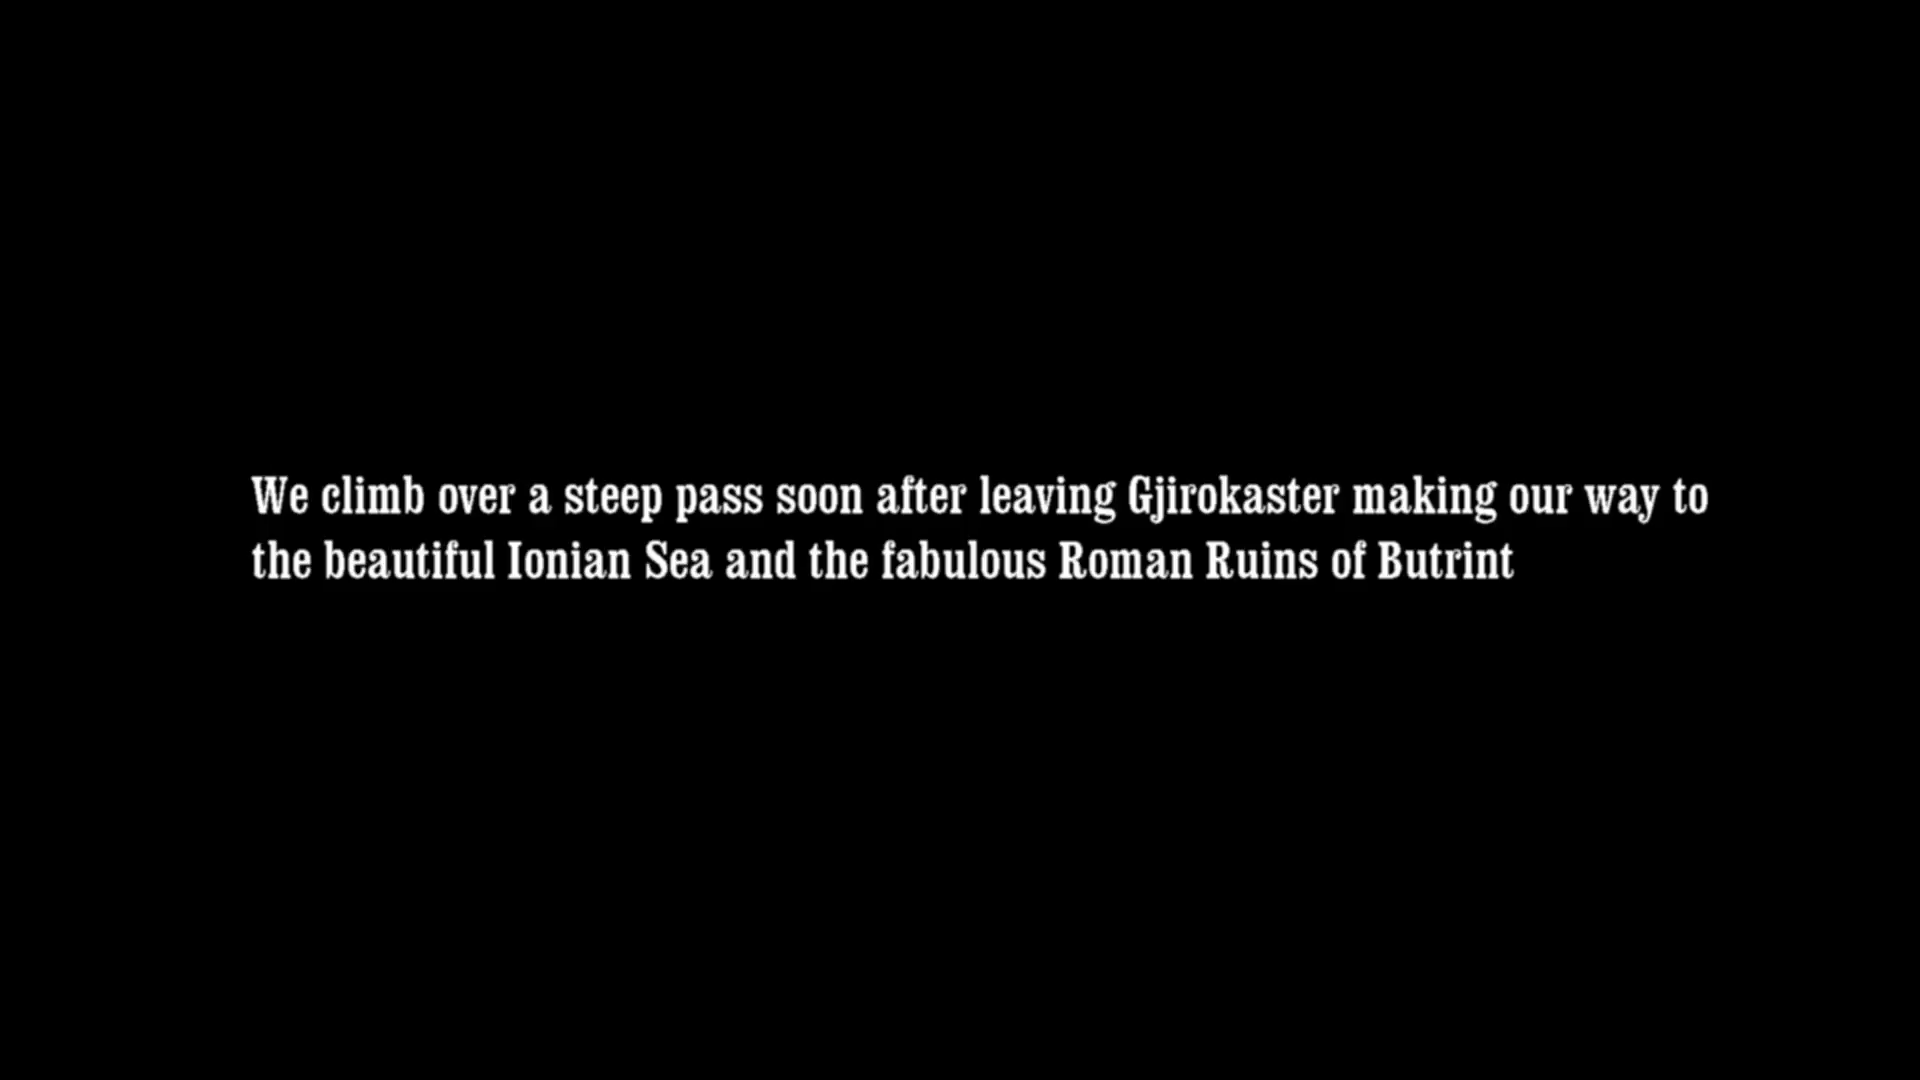 We climb over a steep pass soon after leaving Gjirokaster making our way to
the beautiful Ionian Sea and the fabulous Roman Ruins of Butrint